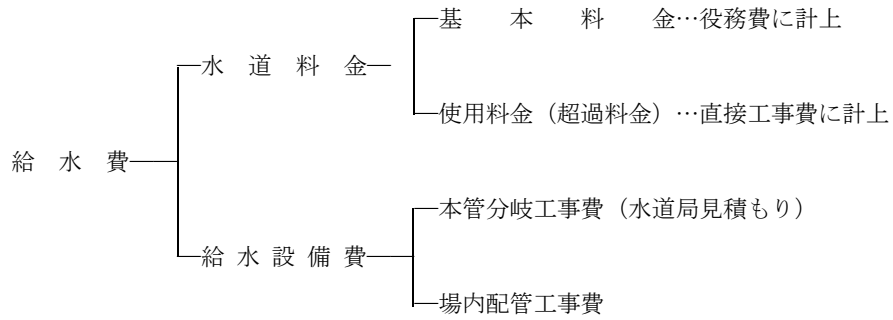 基本料金…役務費に計上
水道料金
使用料金(超過料金)…直接工事費に計上
給水費
本管分岐工事費(水道局見積もり)
給水設備費
場内配管工事費